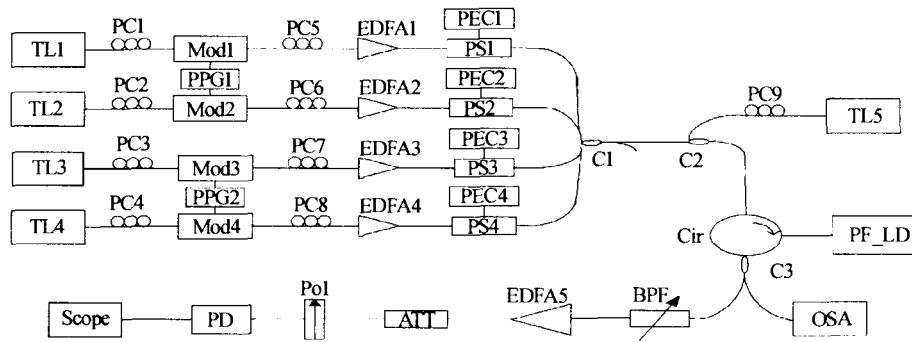 PEC1
PC1 PC5 EDFA1
TL1 Mod1 PS1
PPG1 PEC2
PC2 PC6 EDFA2 PC9
TL2 Mod2 PS2 TL5
PC3 PC7 EDFA3 PEC3
C1 C2
TL3 Mod3 PS3
PPG2 PEC4
PC4 PC8 EDFA4
TL4 Mod4 PS4 Cir PF_LD
C3
Pol EDFA5 BPF
Scope PD ATT OSA